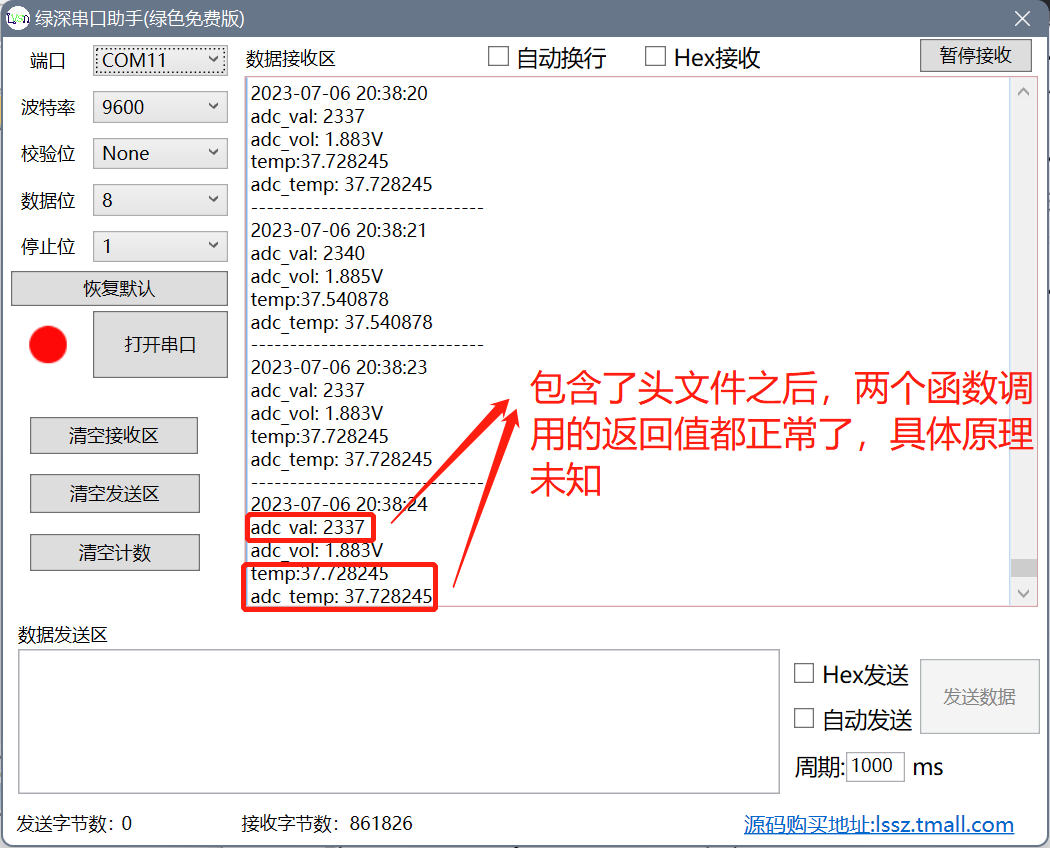 绿深串口助手(绿色免费版)
端口 COM11
数据接收区
自动换行
Hex接收
暂停接收
波特率 9600
校验位 None
数据位 8
停止位 1
恢复默认
打开串口
清空接收区
清空发送区
清空计数
2023-07-06 20:38:20
adc_val: 2337
adc_vol: 1.883V
temp:37.728245
adc_temp: 37.728245
------------------------------
2023-07-06 20:38:21
adc_val: 2340
adc_vol: 1.885V
temp:37.540878
adc_temp: 37.540878
------------------------------
2023-07-06 20:38:23
adc_val: 2337
adc_vol: 1.883V
temp:37.728245
adc_temp: 37.728245
------------------------------
2023-07-06 20:38:24
adc_val: 2337
adc_vol: 1.883V
temp:37.728245
adc_temp: 37.728245
包含了头文件之后，两个函数调
用的返回值都正常了，具体原理
未知
数据发送区
Hex发送
自动发送
发送数据
周期:1000 ms
发送字节数：0
接收字节数：861826
源码购买地址:lssz.tmall.com